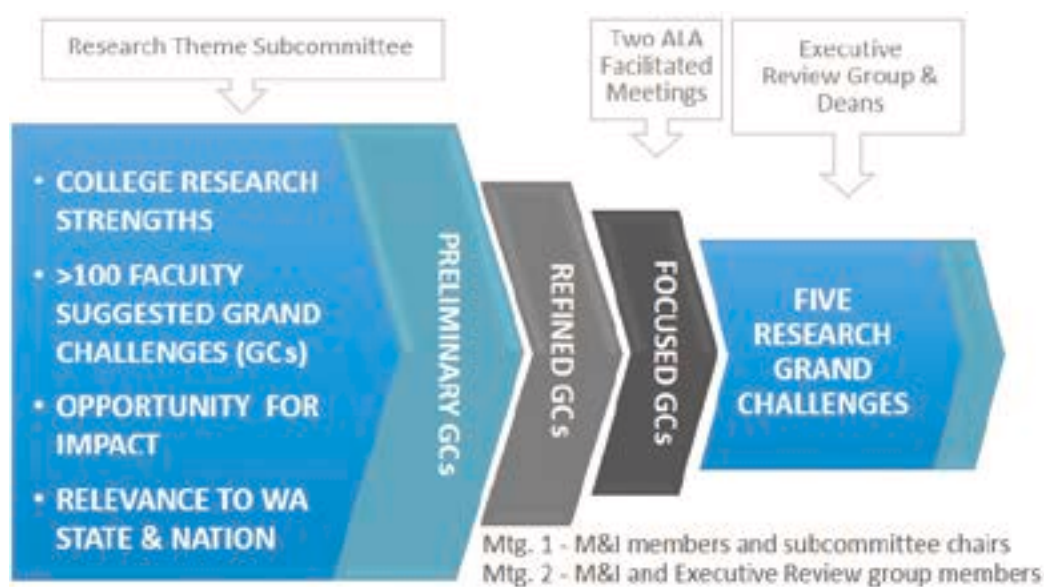 Research Theme Subcommittee
Two ALA
Facilitated
Meetings
Executive
Review Group &
Deans
• COLLEGE RESEARCH
STRENGTHS
• >100 FACULTY
SUGGESTED GRAND
CHALLENGES (GCs)
• OPPORTUNITY FOR
IMPACT
• RELEVANCE TO WA
STATE & NATION
PRELIMINARY GCs
REFINED GCs
FOCUSED GCs
FIVE
RESEARCH
GRAND
CHALLENGES
Mtg. 1 - M&I members and subcommittee chairs
Mtg. 2 - M&I and Executive Review group members